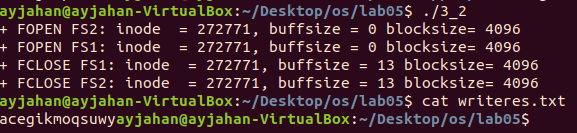 ayjahan@ayjahan-VirtualBox:~/Desktop/os/lab05$ ./3_2
+ FOPEN FS2: inode  = 272771, buffsize = 0 blocksize= 4096
+ FOPEN FS1: inode  = 272771, buffsize = 0 blocksize= 4096
+ FCLOSE FS1: inode  = 272771, buffsize = 13 blocksize= 4096
+ FCLOSE FS2: inode  = 272771, buffsize = 13 blocksize= 4096
ayjahan@ayjahan-VirtualBox:~/Desktop/os/lab05$ cat writeres.txt
acegikmoqsuwyayjahan@ayjahan-VirtualBox:~/Desktop/os/lab05$